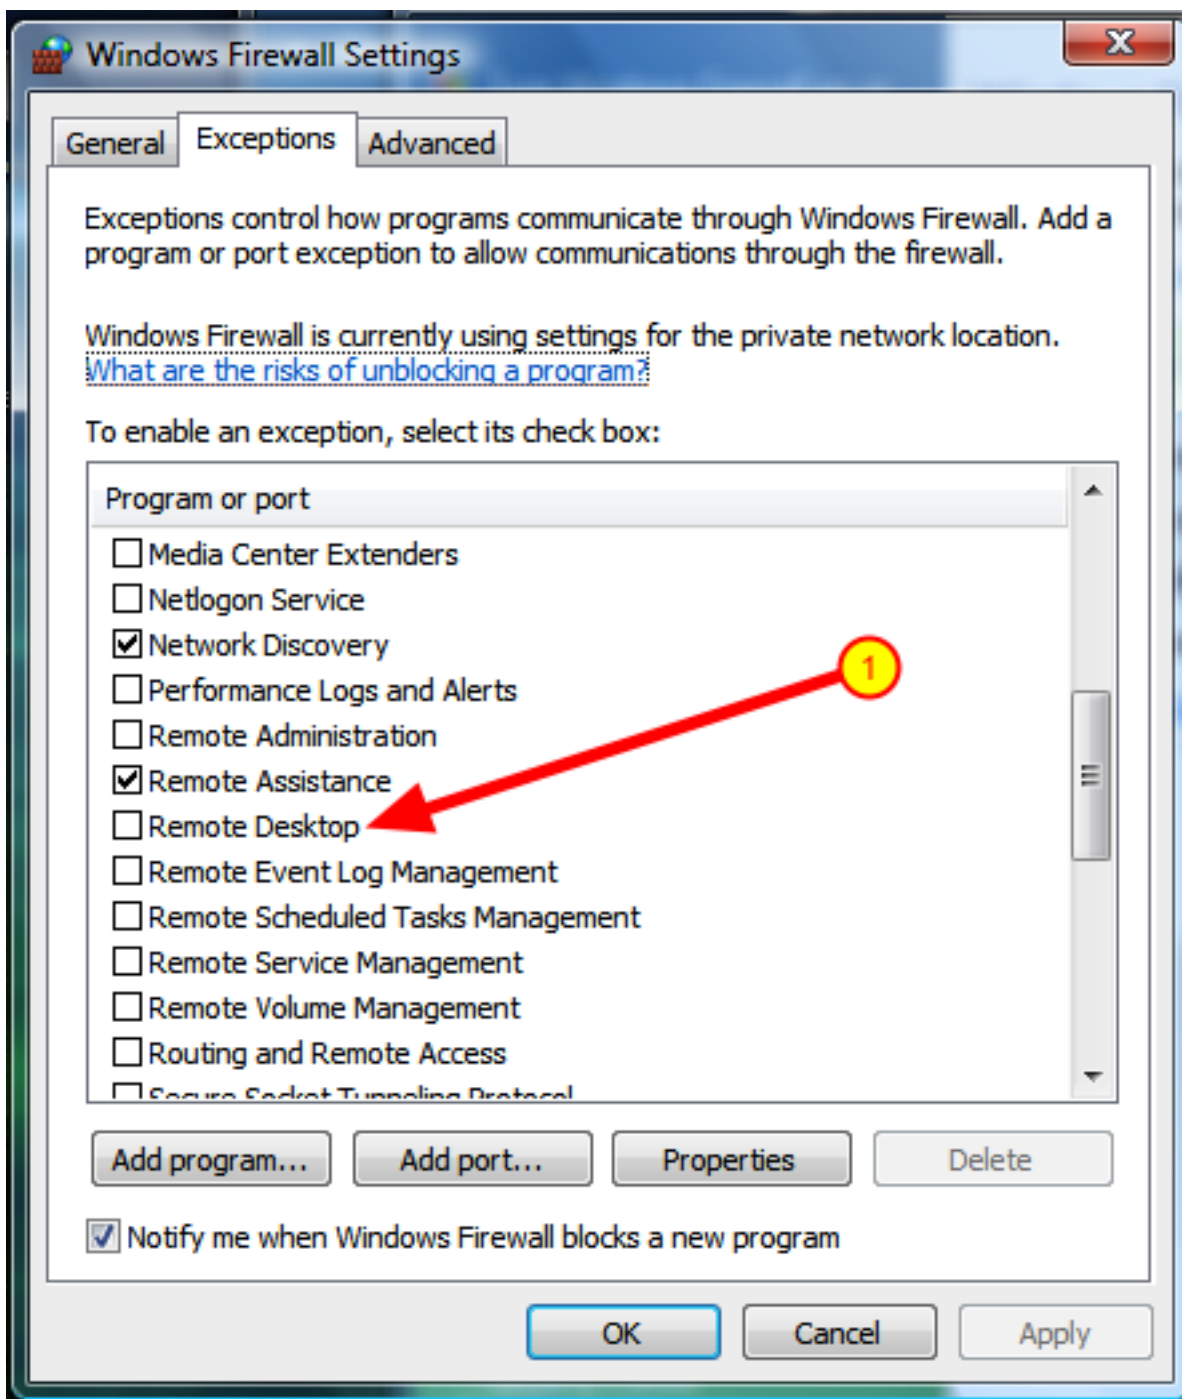 Windows Firewall Settings
General
Exceptions
Advanced
Exceptions control how programs communicate through Windows Firewall. Add a
program or port exception to allow communications through the firewall.
Windows Firewall is currently using settings for the private network location.
What are the risks of unblocking a program?
To enable an exception, select its check box:
Program or port
Media Center Extenders
Netlogon Service
Network Discovery
1
Performance Logs and Alerts
Remote Administration
Remote Assistance
Remote Desktop
Remote Event Log Management
Remote Scheduled Tasks Management
Remote Service Management
Remote Volume Management
Routing and Remote Access
Secure Socket Tunneling Protocol
Add program...
Add port...
Properties
Delete
Notify me when Windows Firewall blocks a new program
OK
Cancel
Apply